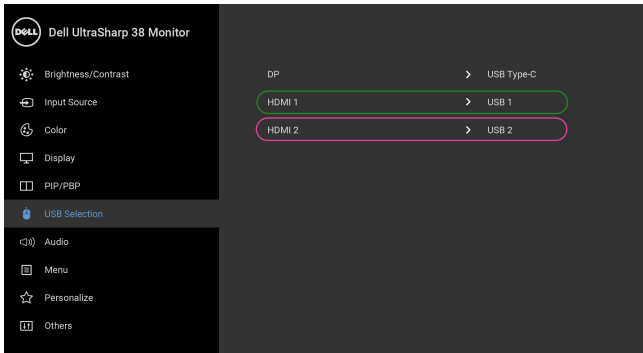 DELL Dell UltraSharp 38 Monitor
Brightness/Contrast
Input Source
Color
Display
PIP/PBP
USB Selection
Audio
Menu
Personalize
Others
DP USB Type-C
HDMI 1 USB 1
HDMI 2 USB 2